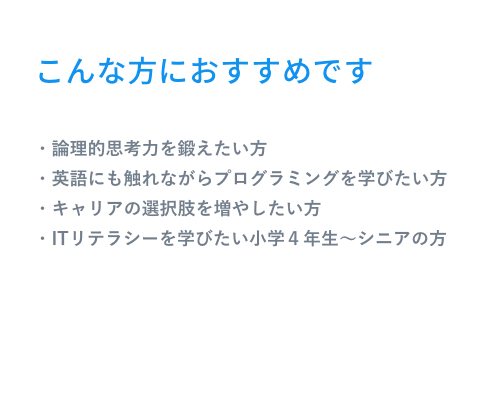 こんな方におすすめです
・論理的思考力を鍛えたい方
・英語にも触れながらプログラミングを学びたい方
・キャリアの選択肢を増やしたい方
・ITリテラシーを学びたい小学４年生〜シニアの方